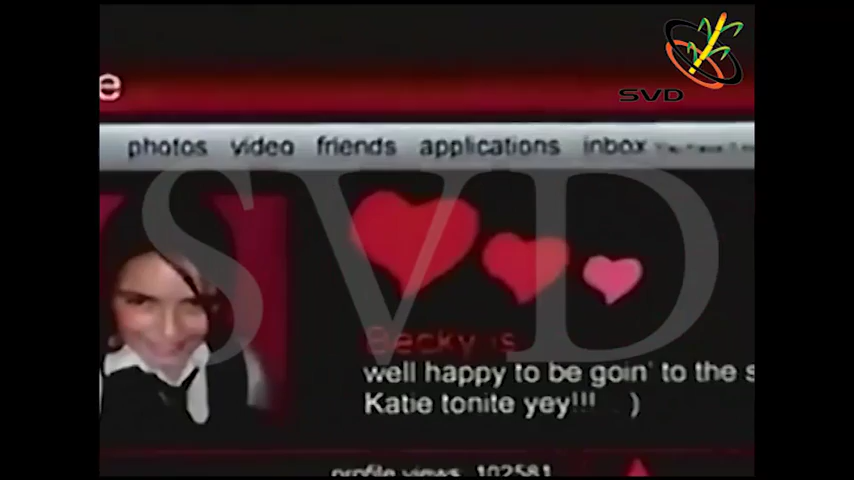 SVD
e
photos video friends applications inbox
SVD
Becky is
well happy to be goin' to the s
Katie tonite yey!!! )
profile views 102581